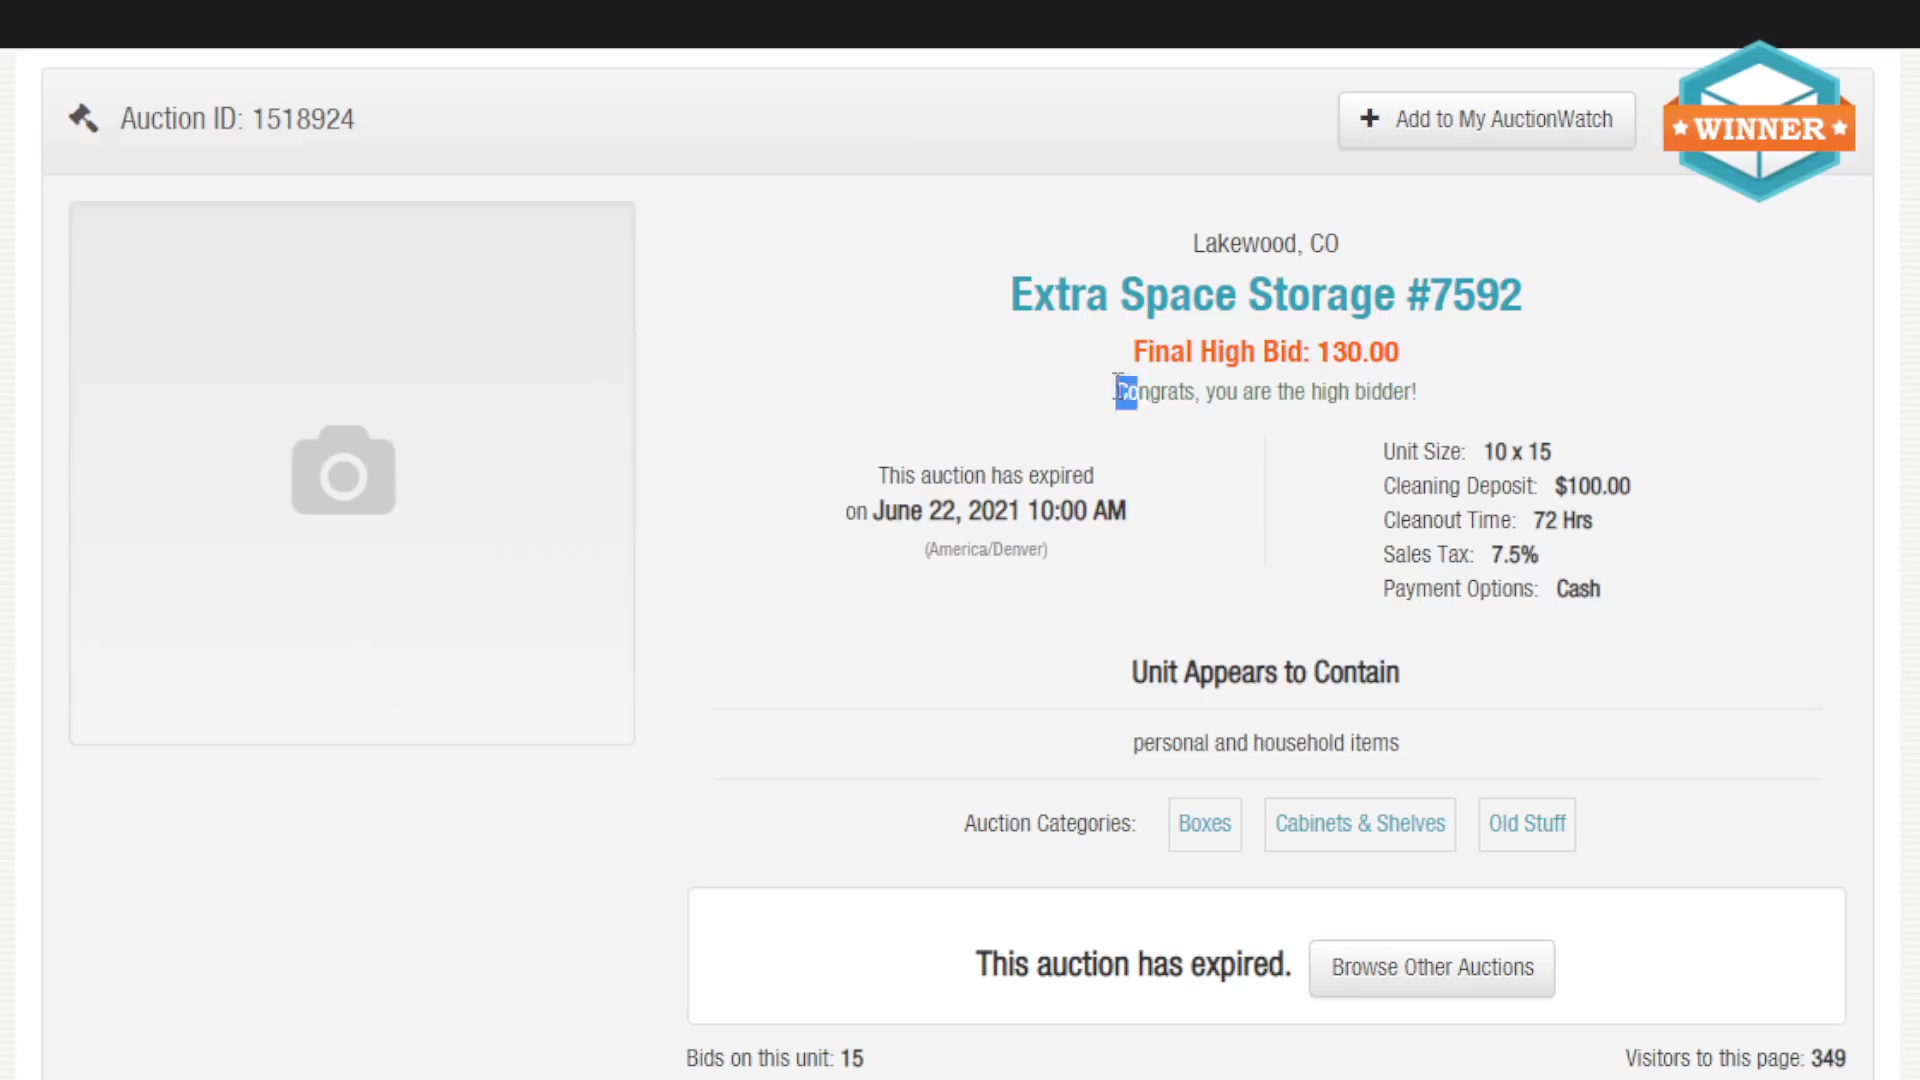 Auction ID: 1518924
+ Add to My AuctionWatch
WINNER
Lakewood, CO
Extra Space Storage #7592
Final High Bid: 130.00
Congrats, you are the high bidder!
This auction has expired
on June 22, 2021 10:00 AM
(America/Denver)
Unit Size: 10 x 15
Cleaning Deposit: $100.00
Cleanout Time: 72 Hrs
Sales Tax: 7.5%
Payment Options: Cash
Unit Appears to Contain
personal and household items
Auction Categories: Boxes Cabinets & Shelves Old Stuff
This auction has expired. Browse Other Auctions
Bids on this unit: 15
Visitors to this page: 349